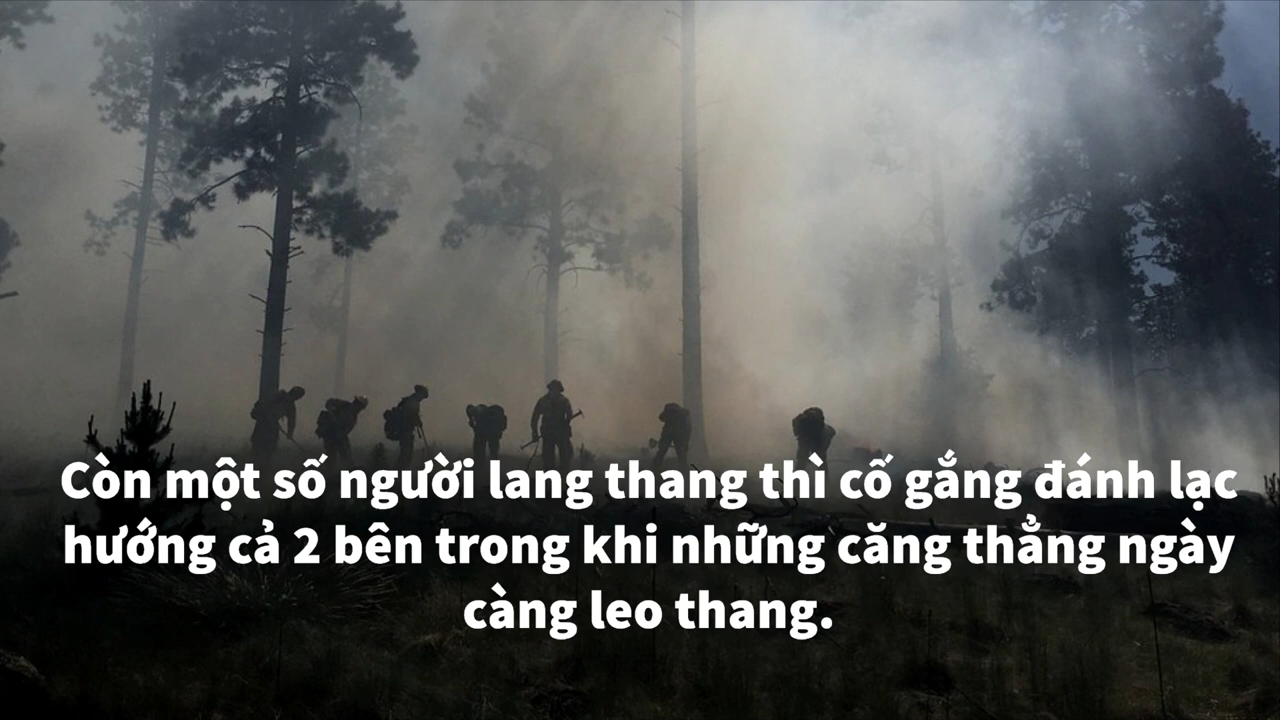 Còn một số người lang thang thì cố gắng đánh lạc
hướng cả 2 bên trong khi những căng thẳng ngày
càng leo thang.